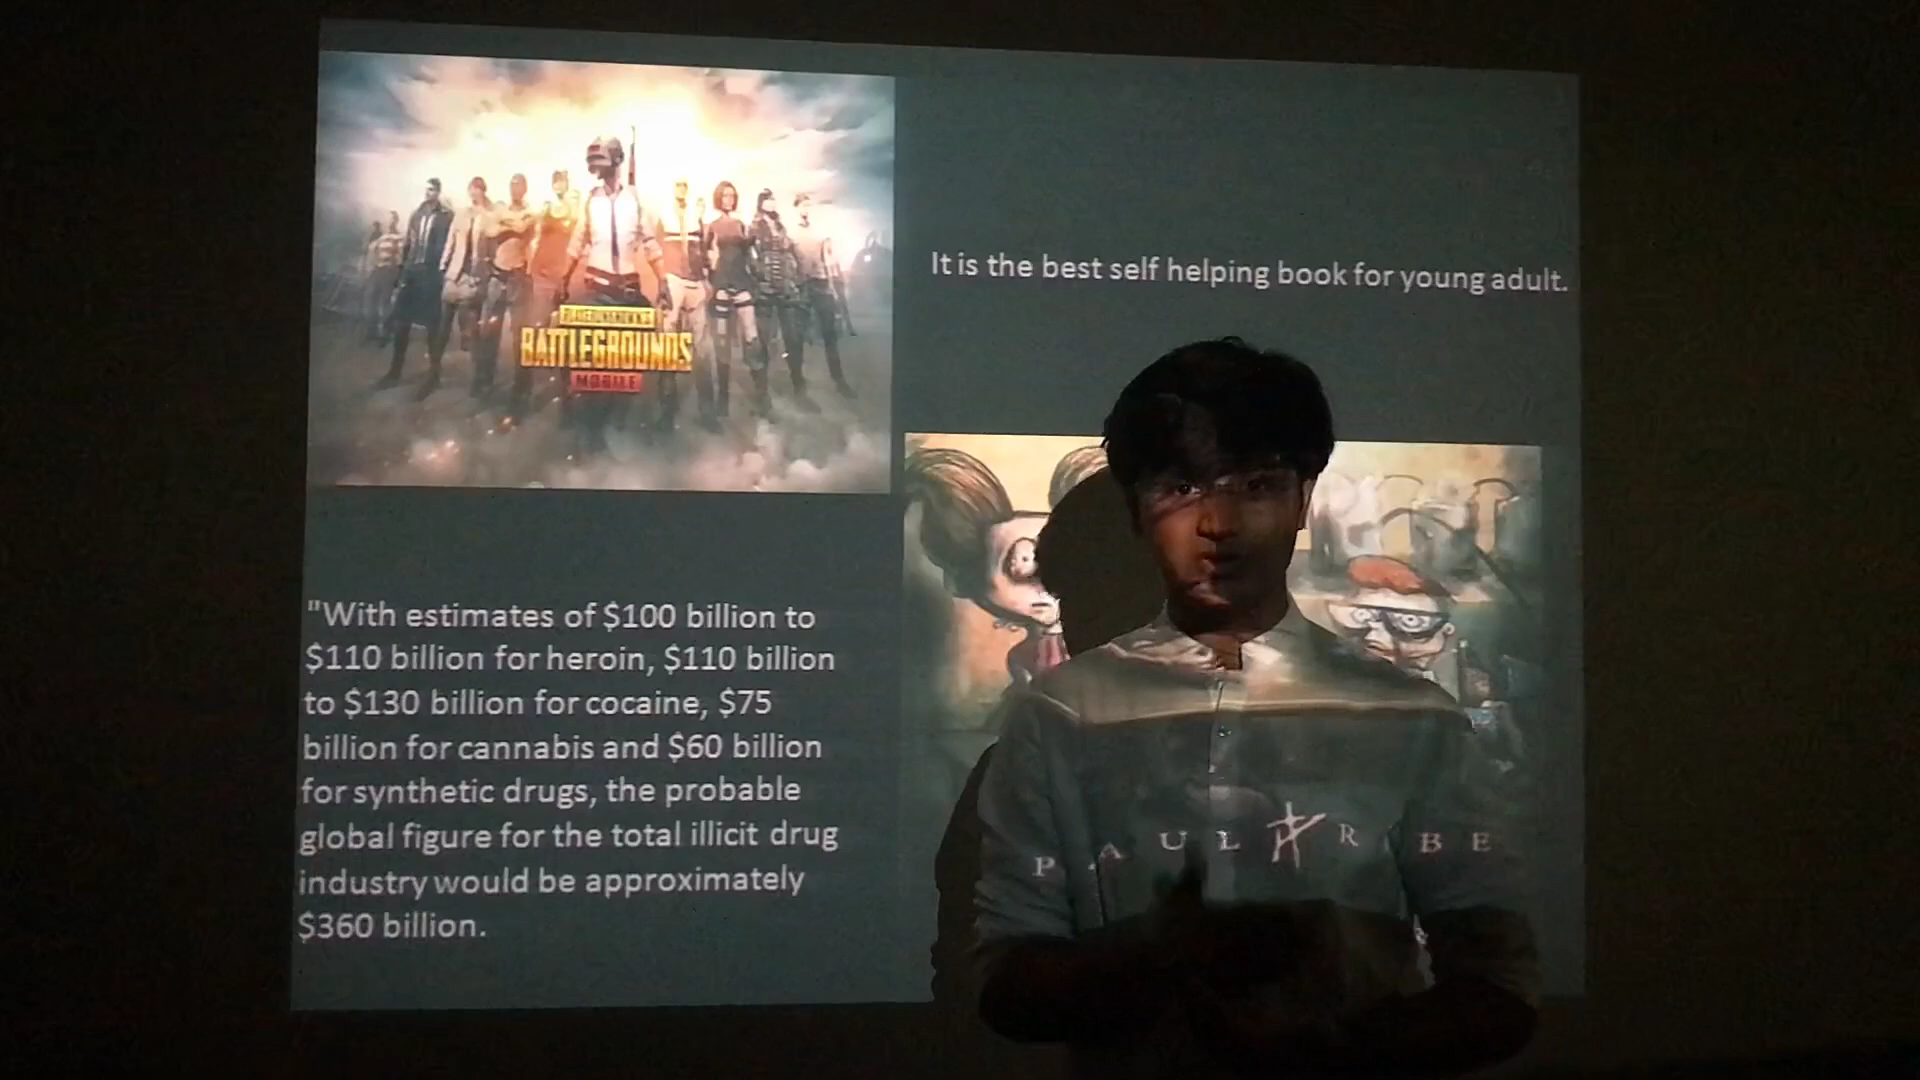 PLAYERUNKNOWN'S
BATTLEGROUNDS
MOBILE
It is the best self helping book for young adult.
"With estimates of $100 billion to
$110 billion for heroin, $110 billion
to $130 billion for cocaine, $75
billion for cannabis and $60 billion
for synthetic drugs, the probable
global figure for the total illicit drug
industry would be approximately
$360 billion.
PAUL RIBE